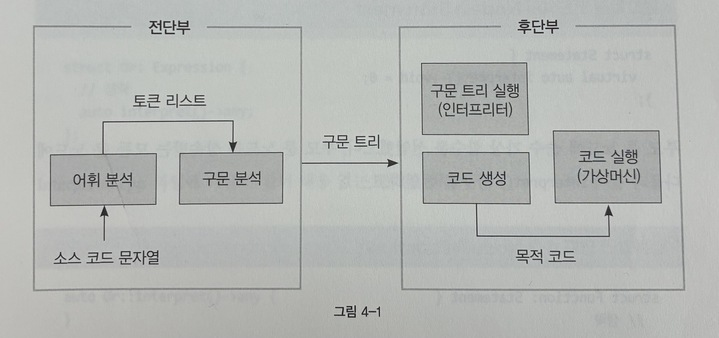 전단부
후단부
토큰 리스트
어휘 분석
구문 분석
소스 코드 문자열
구문 트리
구문 트리 실행
(인터프리터)
코드 생성
코드 실행
(가상머신)
목적 코드
그림 4-1